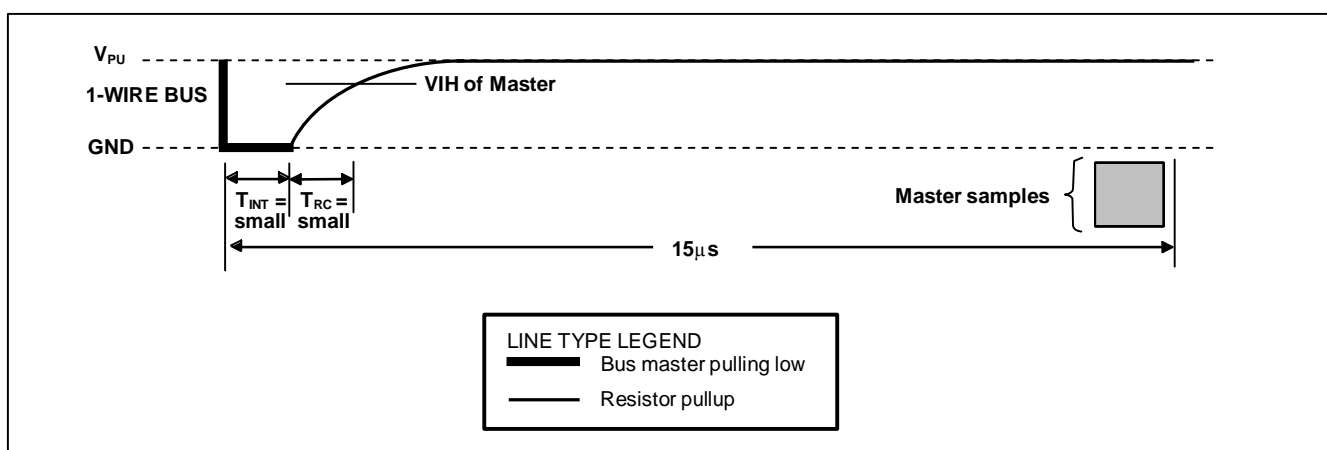 VPU
1-WIRE BUS
VIH of Master
GND
TINT =
small
TRC =
small
Master samples
15μs
LINE TYPE LEGEND
Bus master pulling low
Resistor pullup